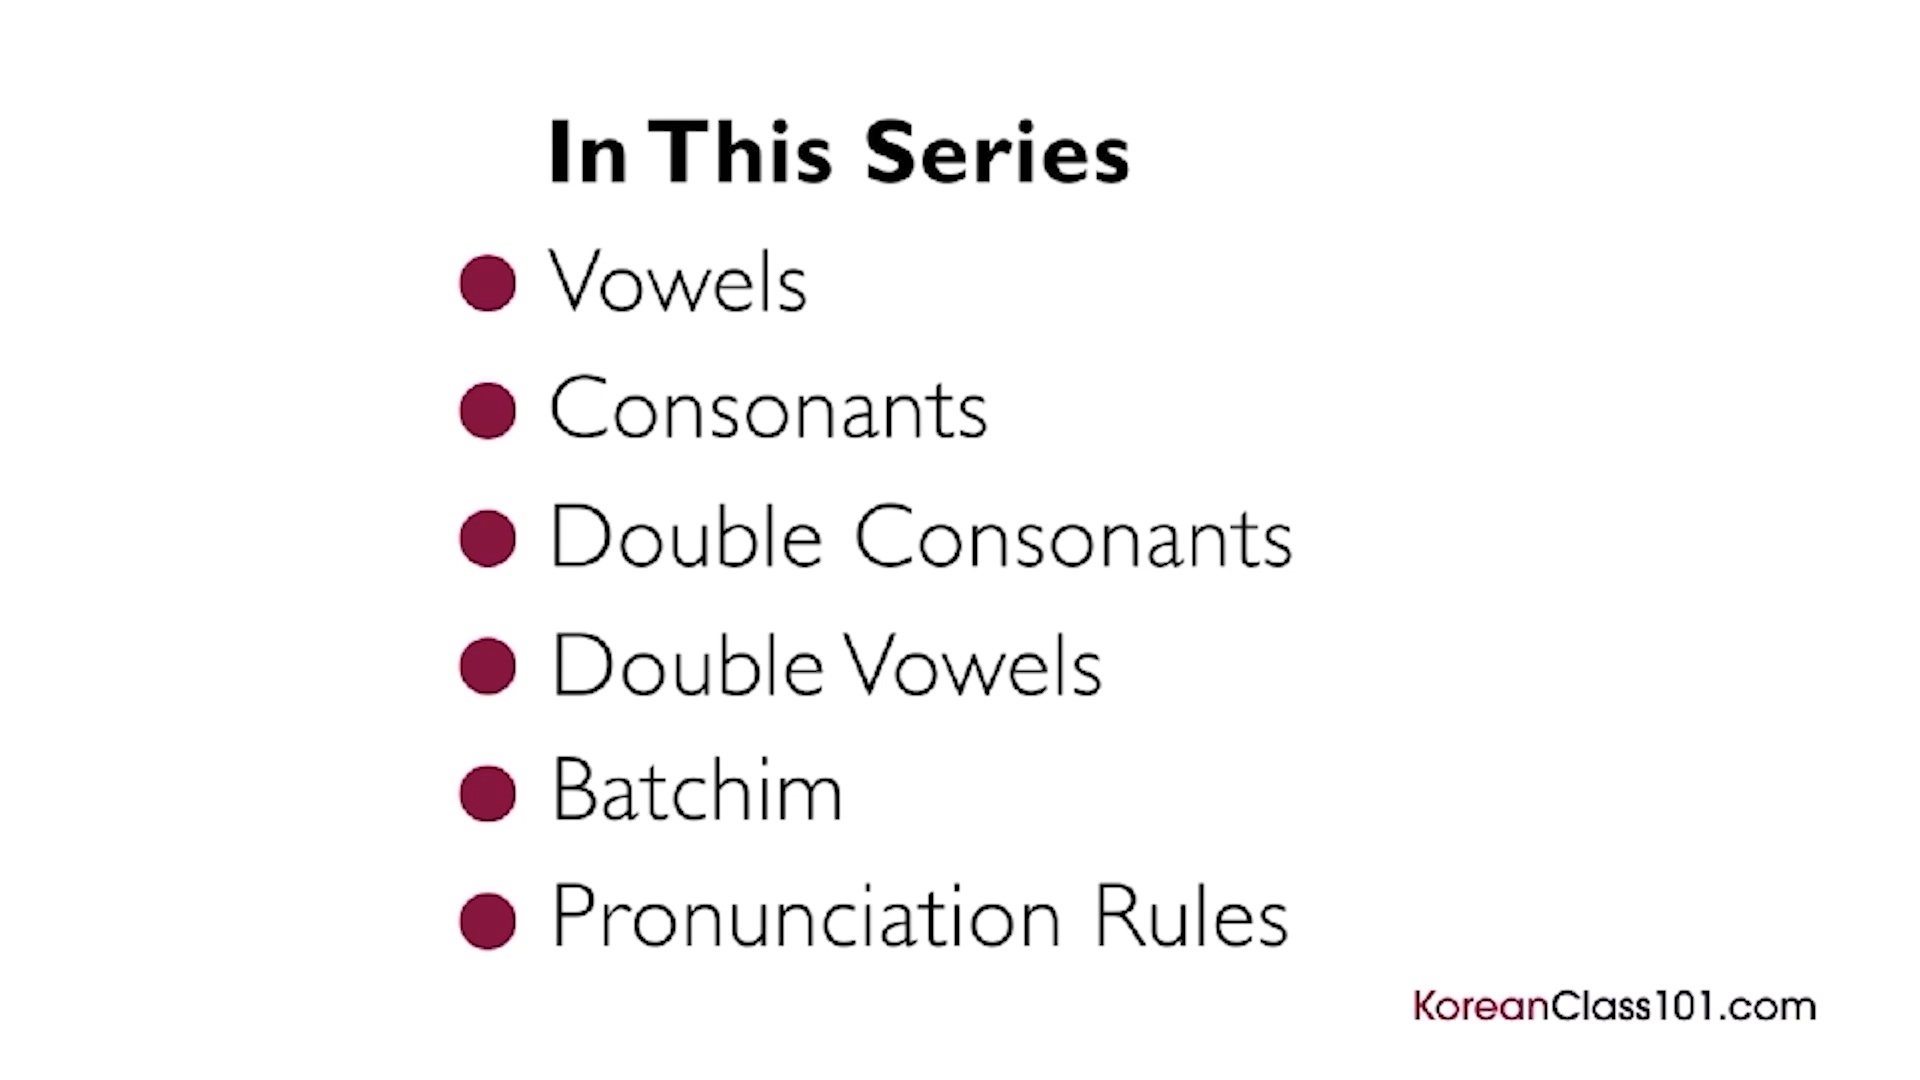 In This Series
Vowels
Consonants
Double Consonants
Double Vowels
Batchim
Pronunciation Rules
KoreanClass101.com